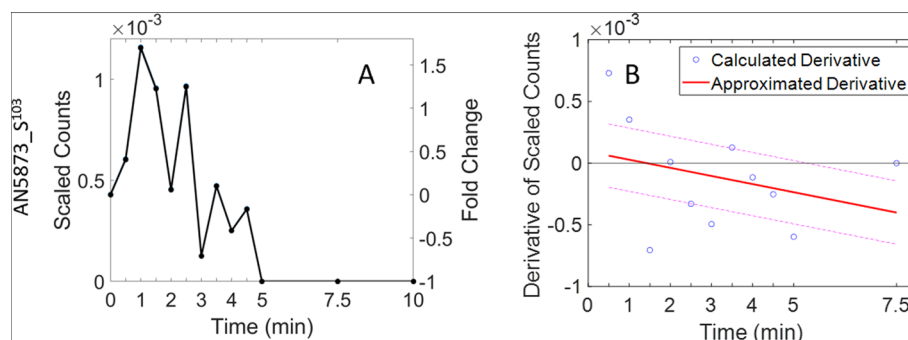 ×10⁻³
A
AN5873_S¹⁰³
Scaled Counts
1
0.5
0
1.5
1
0.5
0
-0.5
-1
Fold Change
0 1 2 3 4 5 7.5 10
Time (min)
×10⁻³
B
Calculated Derivative
Approximated Derivative
Derivative of Scaled Counts
1
0.5
0
-0.5
-1
0 1 2 3 4 5 7.5
Time (min)